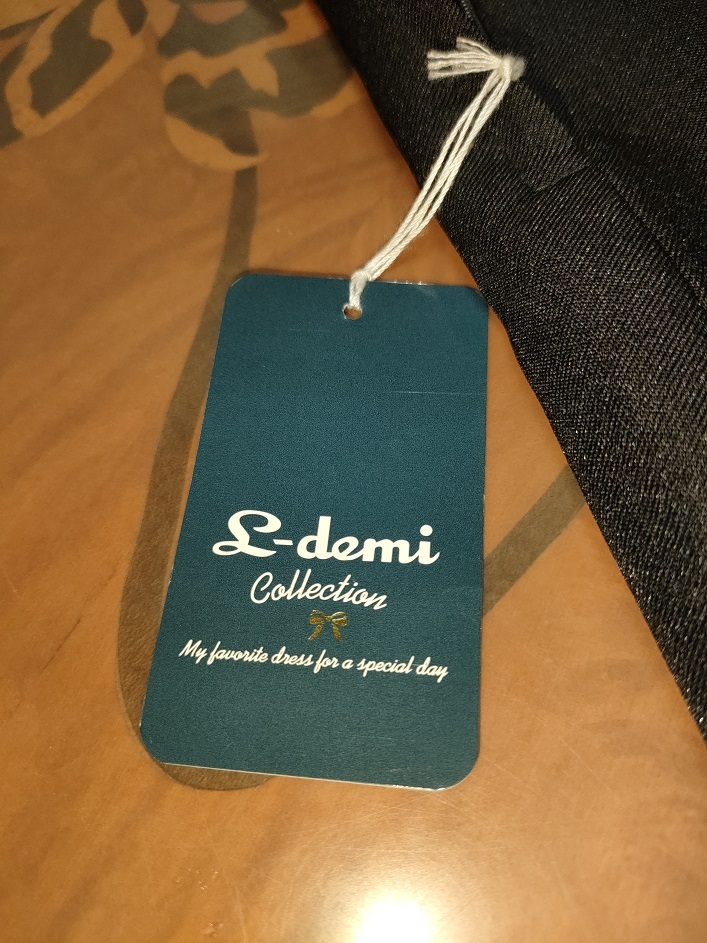 L-demi
Collection
My favorite dress for a special day